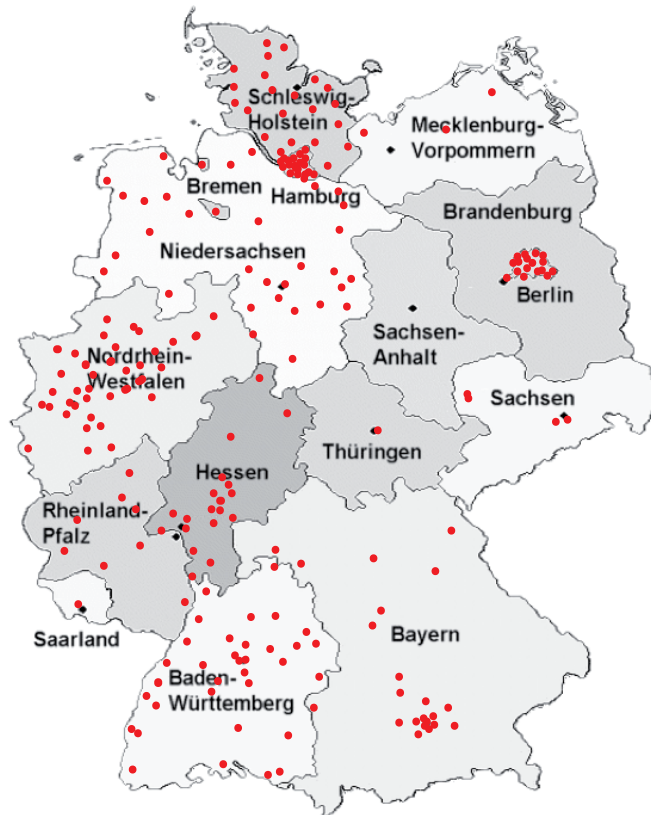 Schleswig-
Holstein
Mecklenburg-
Vorpommern
Bremen
Hamburg
Brandenburg
Niedersachsen
Berlin
Sachsen-
Anhalt
Nordrhein-
Westfalen
Sachsen
Thüringen
Hessen
Rheinland-
Pfalz
Saarland
Bayern
Baden-
Württemberg